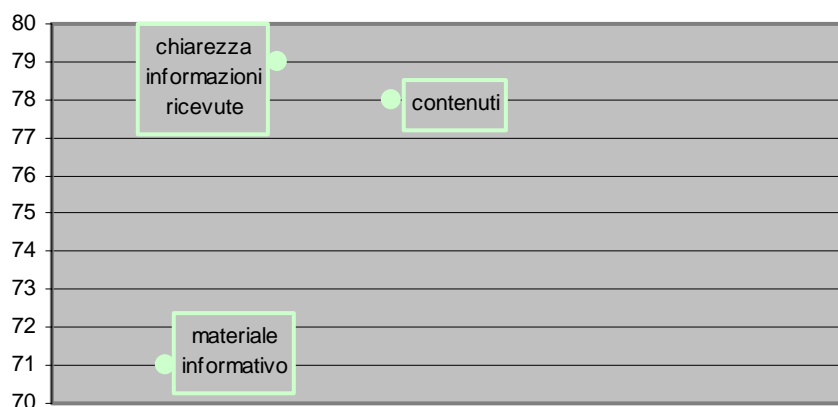 80
79
78
77
76
75
74
73
72
71
70
chiarezza
informazioni
ricevute
contenuti
materiale
informativo